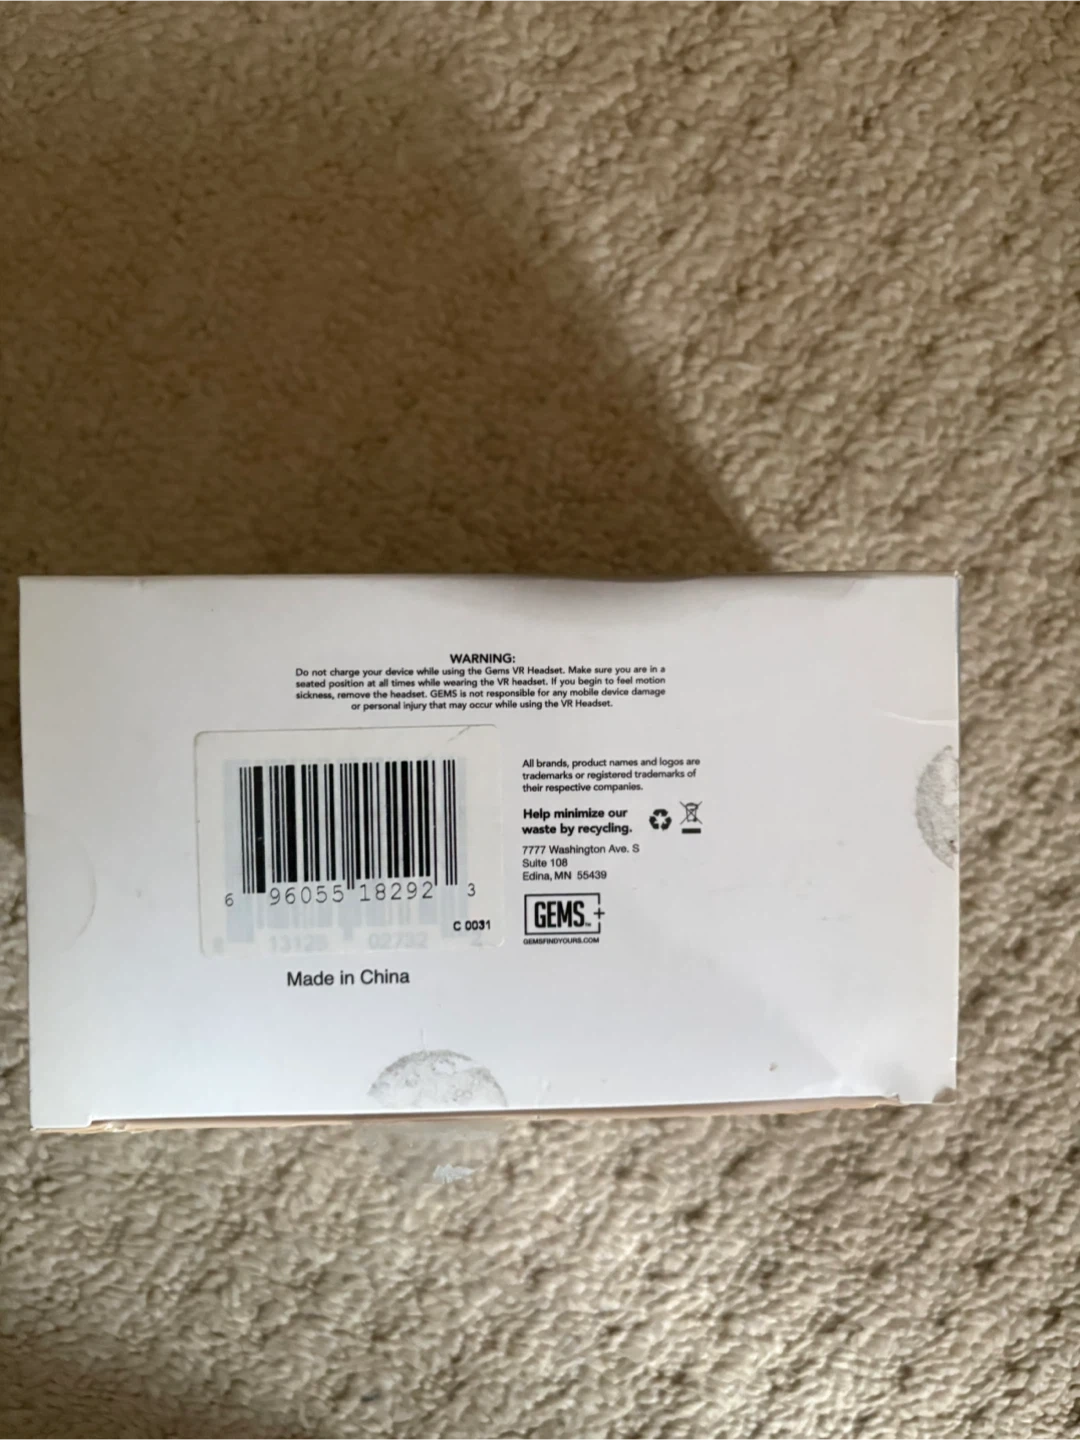 WARNING:
Do not charge your device while using the Gems VR Headset. Make sure you are in a
seated position at all times while wearing the VR headset. If you begin to feel motion
sickness, remove the headset. GEMS is not responsible for any mobile device damage
or personal injury that may occur while using the VR Headset.
6 96055 18292 3
C 0031
13125 02732 2
Made in China
All brands, product names and logos are
trademarks or registered trademarks of
their respective companies.
Help minimize our
waste by recycling.
7777 Washington Ave. S
Suite 108
Edina, MN 55439
GEMS™+
GEMSFINDYOURS.COM